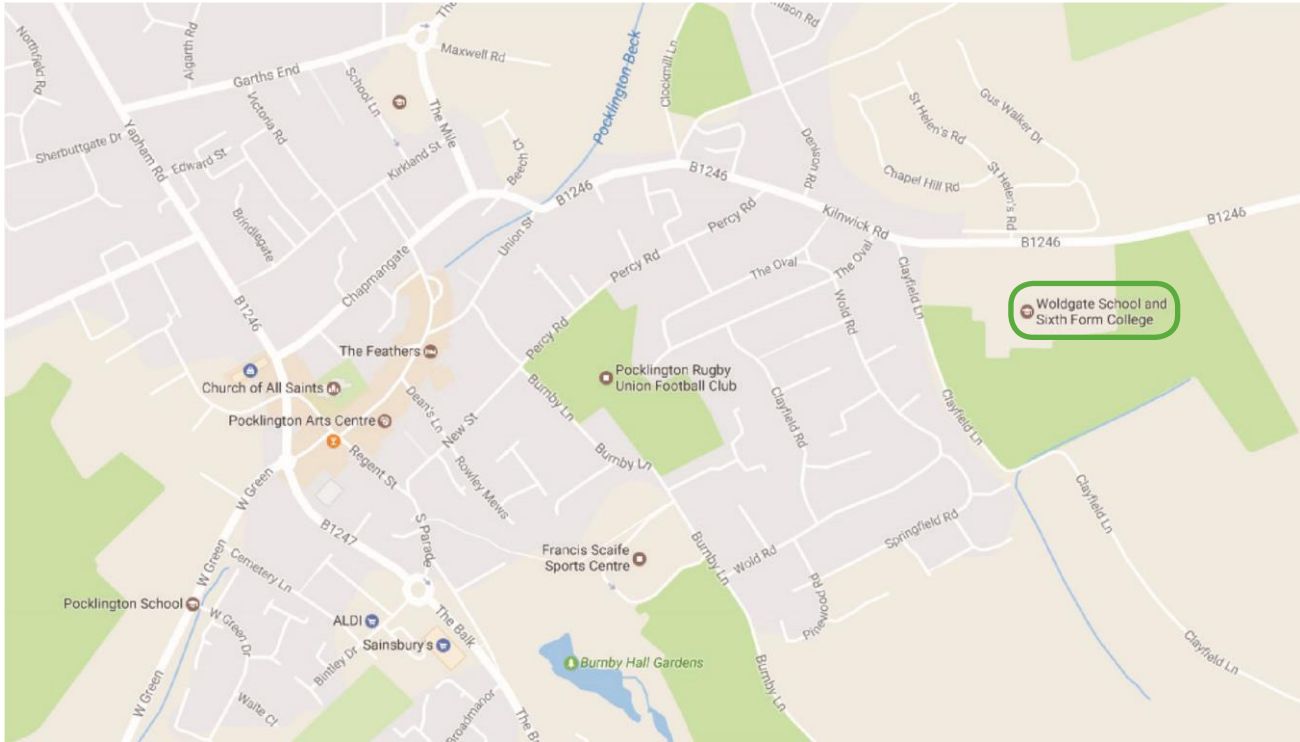 Northfield Rd
Algarth Rd
Garths End
The
Maxwell Rd
School Ln
The Mile
Victoria Rd
Yapham Rd
Sherbuttgate Dr
Edward St
Kirkland St
Beech Ct
Pocklington Beck
Clockmill Ln
nison Rd
Denison Rd
St Helen's Rd
Gus Walker Dr
Chapel Hill Rd
St Helen's Rd
B1246
B1246
B1246
B1246
Kilnwick Rd
Percy Rd
Percy Rd
Percy Rd
Union St
Brindlegate
Chapmangate
B1246
The Oval
The Oval
Wold Rd
Clayfield Ln
Woldgate School and
Sixth Form College
The Feathers
Church of All Saints
Pocklington Arts Centre
Dean's Ln
New St
Burnby Ln
Pocklington Rugby
Union Football Club
Clayfield Rd
Clayfield Ln
Regent St
Rowley Mews
Burnby Ln
W Green
B1247
S Parade
Francis Scaife
Sports Centre
Burnby Ln
Wold Rd
Springfield Rd
Clayfield Ln
W Green
Cemetery Ln
Pocklington School
W Green Dr
ALDI
Sainsbury's
The Balk
Pinewood Rd
Clayfield Ln
Bintley Dr
Burnby Hall Gardens
Burnby Ln
W Green
Waite Ct
Broadmanor
The B